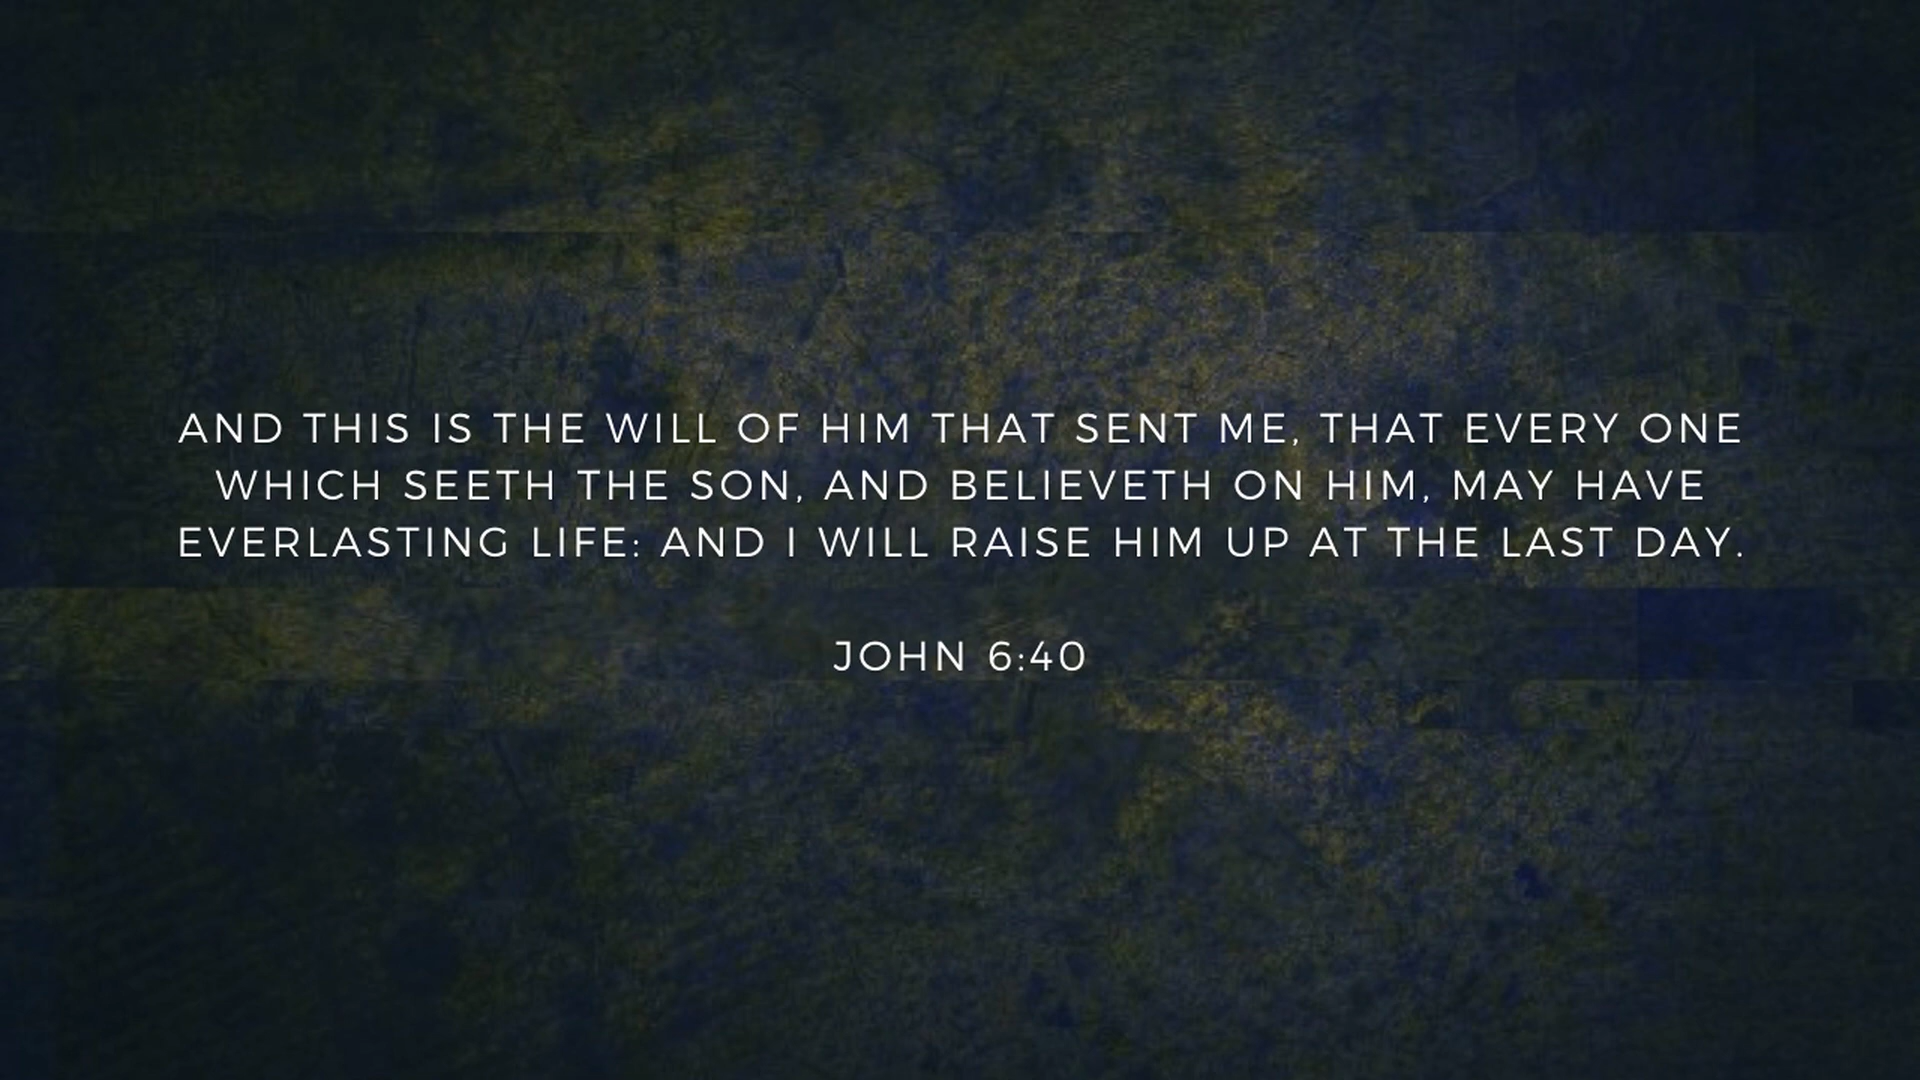 AND THIS IS THE WILL OF HIM THAT SENT ME, THAT EVERY ONE
WHICH SEETH THE SON, AND BELIEVETH ON HIM, MAY HAVE
EVERLASTING LIFE: AND I WILL RAISE HIM UP AT THE LAST DAY.
JOHN 6:40